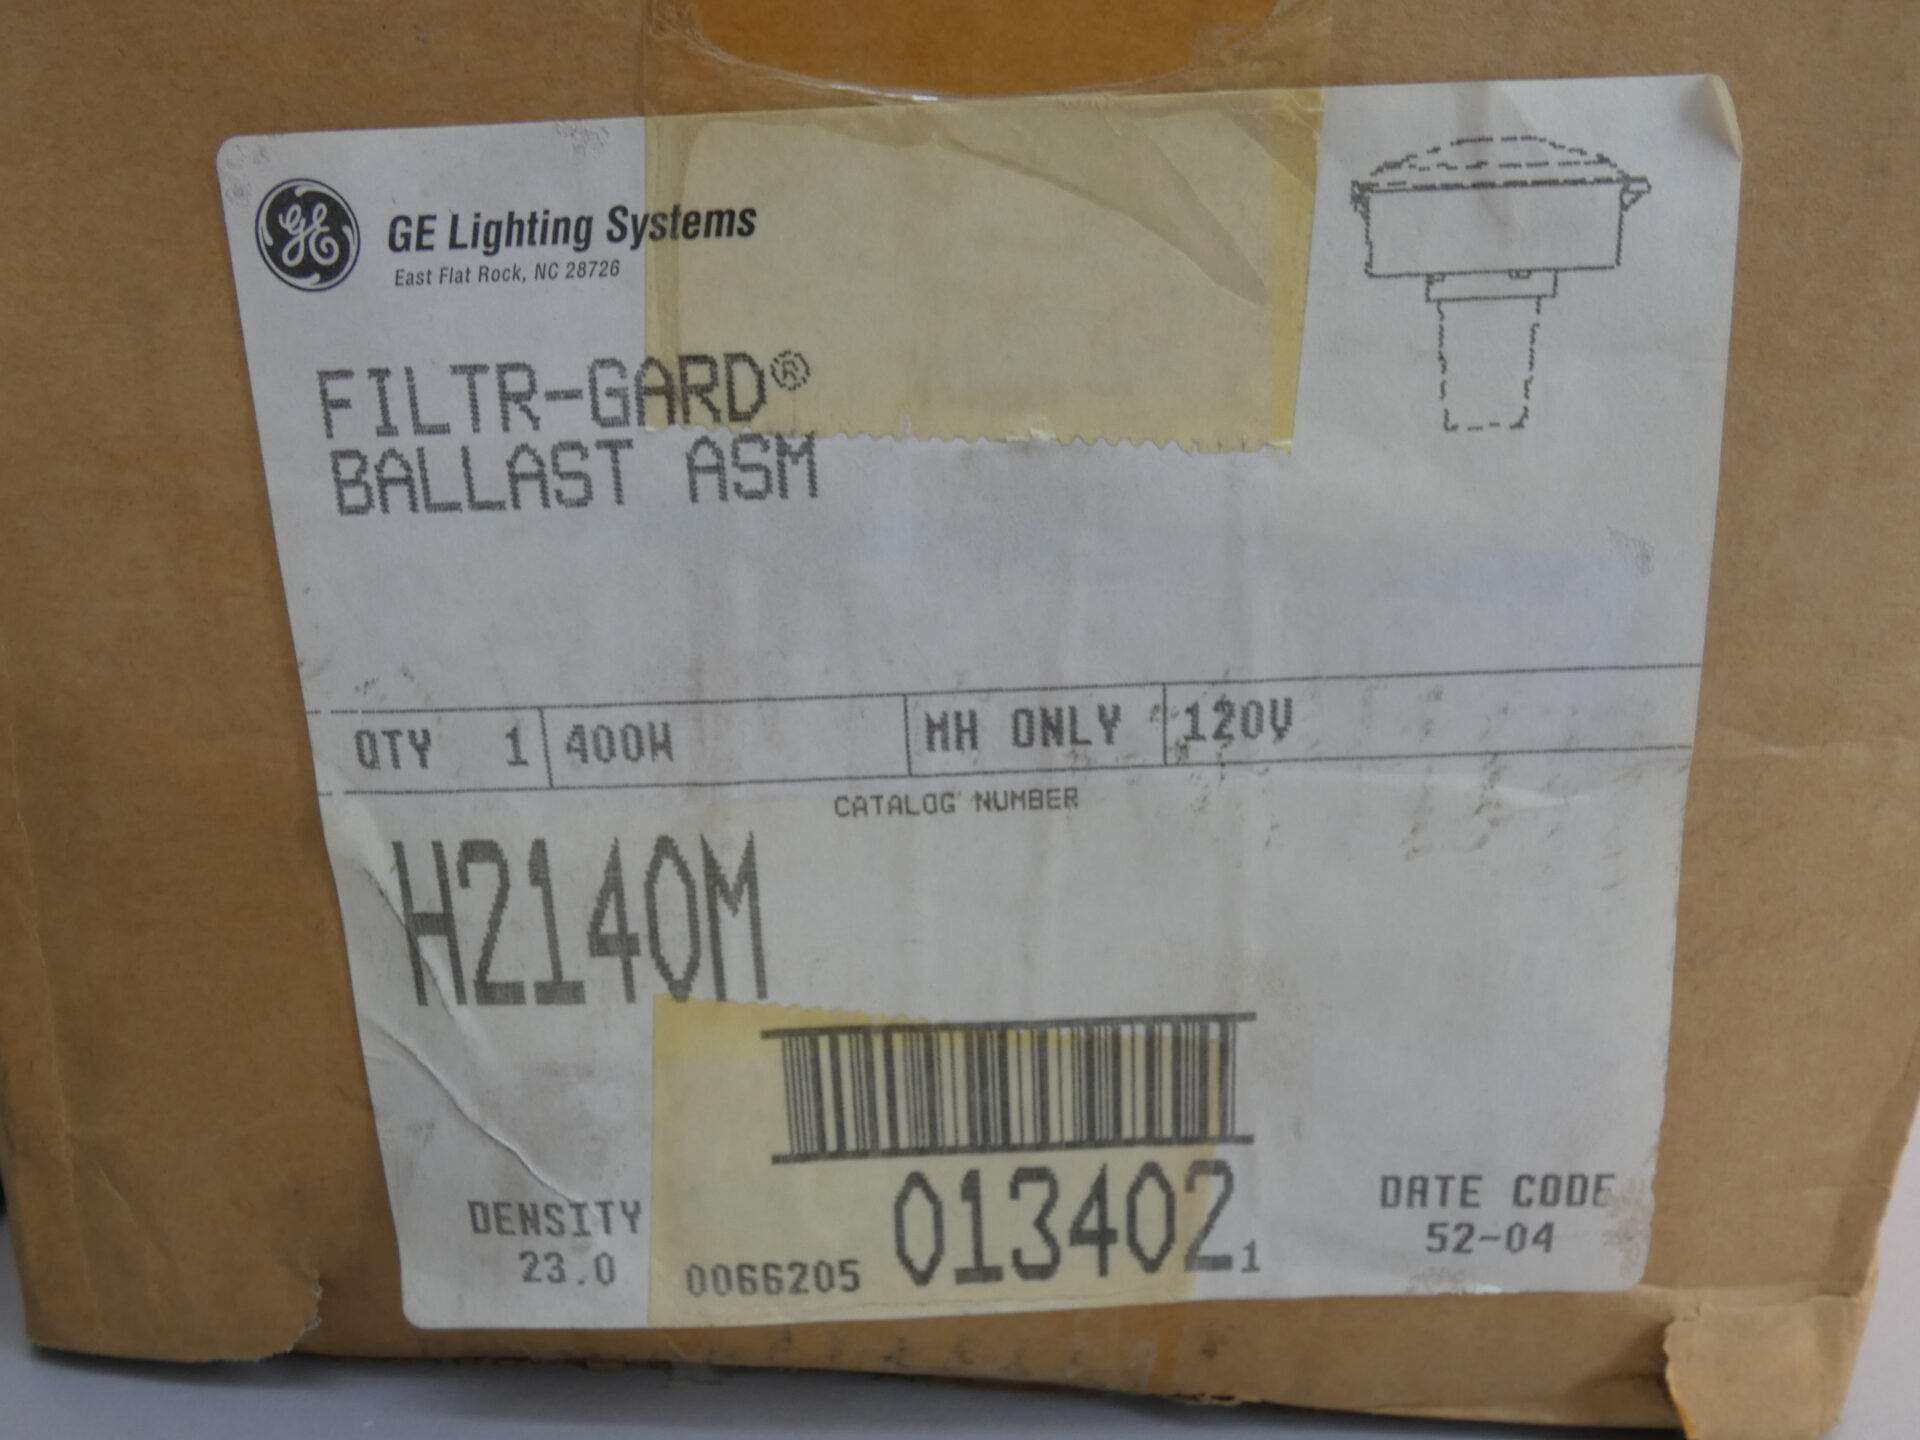 GE
GE Lighting Systems
East Flat Rock, NC 28726
FILTR-GARD®
BALLAST ASM
QTY 1 400W MH ONLY 120V
CATALOG NUMBER
H2140M
013402 1
DENSITY
23.0
0066205
DATE CODE
52-04